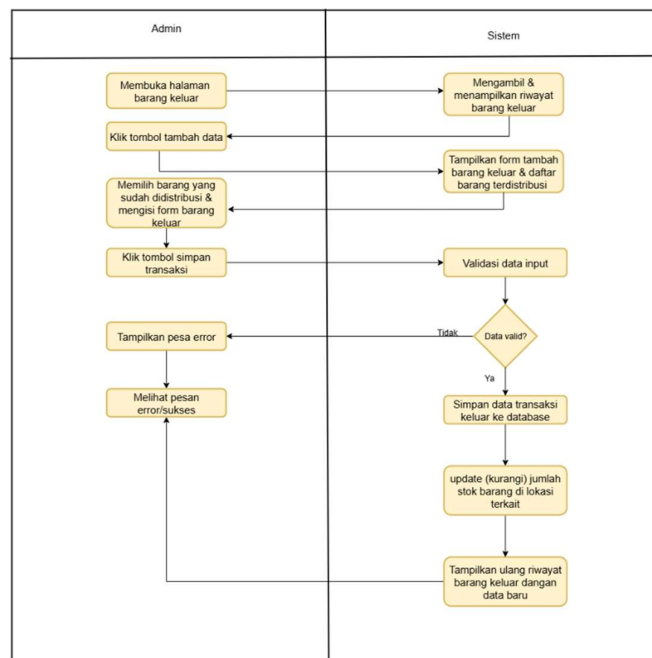 Admin
Sistem
Membuka halaman
barang keluar
Mengambil &
menampilkan riwayat
barang keluar
Klik tombol tambah data
Tampilkan form tambah
barang keluar & daftar
barang terdistribusi
Memilih barang yang
sudah didistribusi &
mengisi form barang
keluar
Klik tombol simpan
transaksi
Validasi data input
Tampilkan pesa error
Tidak
Data valid?
Ya
Melihat pesan
error/sukses
Simpan data transaksi
keluar ke database
update (kurangi) jumlah
stok barang di lokasi
terkait
Tampilkan ulang riwayat
barang keluar dengan
data baru